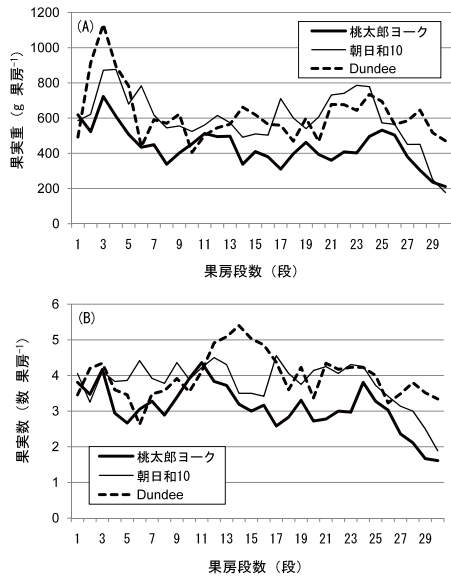 (A)
桃太郎ヨーク
朝日和10
Dundee
果実重 (g 果房⁻¹)
1200
1000
800
600
400
200
0
1 3 5 7 9 11 13 15 17 19 21 23 25 27 29
果房段数 (段)
(B)
果実数 (数 果房⁻¹)
6
5
4
3
2
1
0
桃太郎ヨーク
朝日和10
Dundee
1 3 5 7 9 11 13 15 17 19 21 23 25 27 29
果房段数 (段)